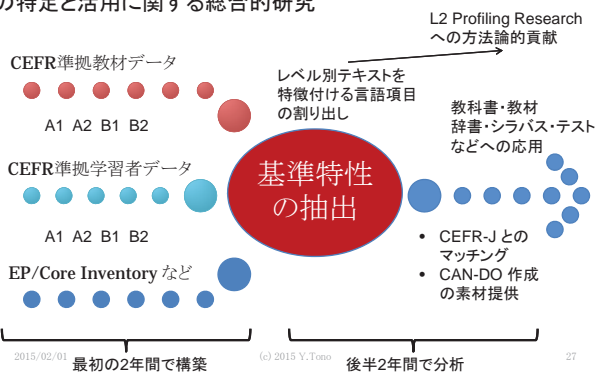 の特定と活用に関する総合的研究
L2 Profiling Research
への方法論的貢献
CEFR準拠教材データ
レベル別テキストを
特徴付ける言語項目
の割り出し
A1 A2 B1 B2
教科書・教材
辞書・シラバス・テスト
などへの応用
CEFR準拠学習者データ
基準特性
の抽出
A1 A2 B1 B2
• CEFR-J との
マッチング
• CAN-DO 作成
の素材提供
EP/Core Inventory など
2015/02/01
最初の2年間で構築
(c) 2015 Y.Tono
後半2年間で分析
27